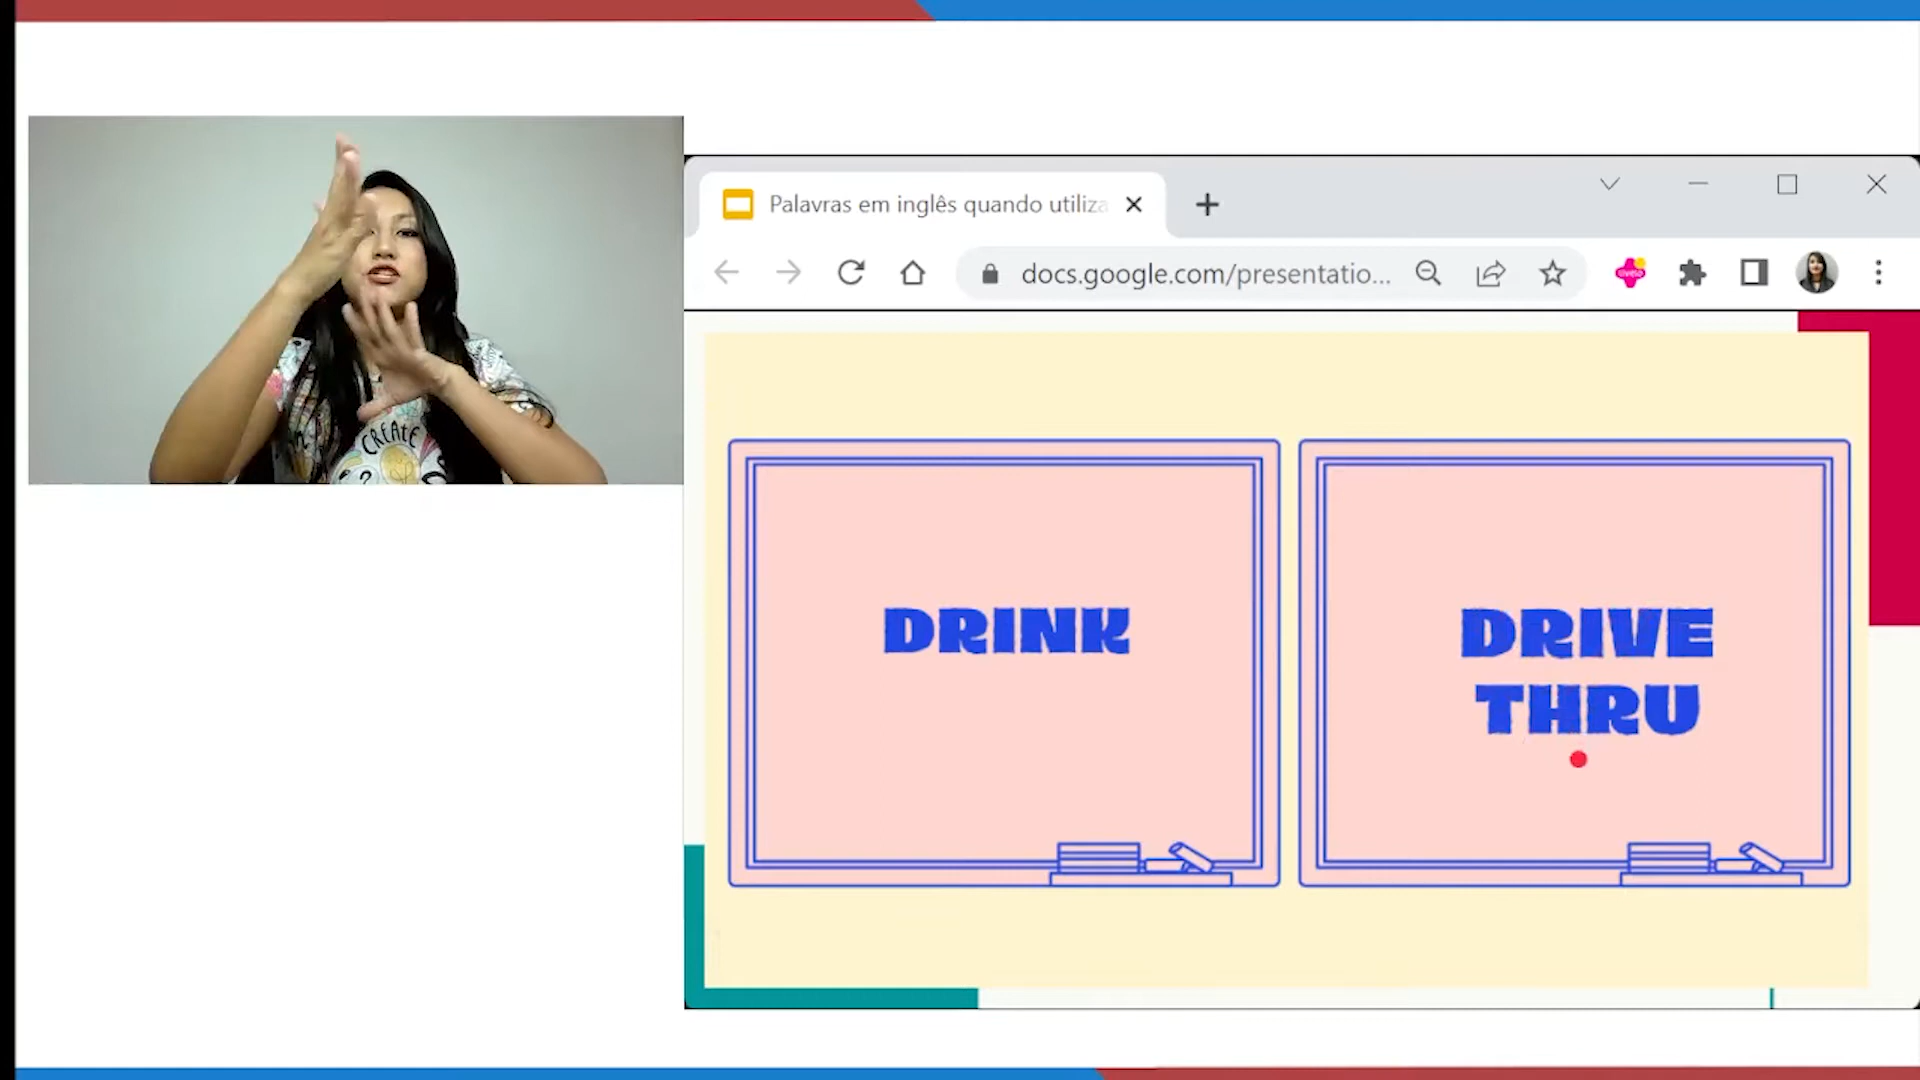 Palavras em inglês quando utiliza
docs.google.com/presentatio...
CREATE
DRINK
DRIVE
THRU